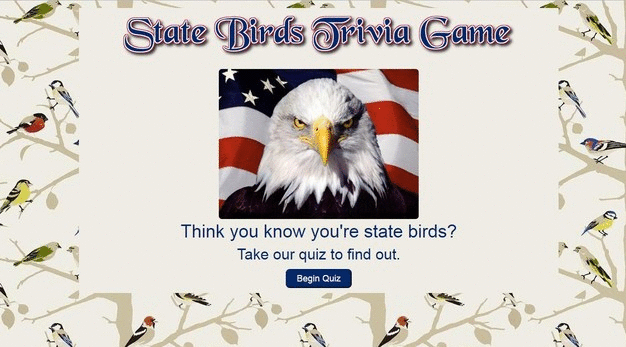 State Birds Trivia Game
Think you know you're state birds?
Take our quiz to find out.
Begin Quiz